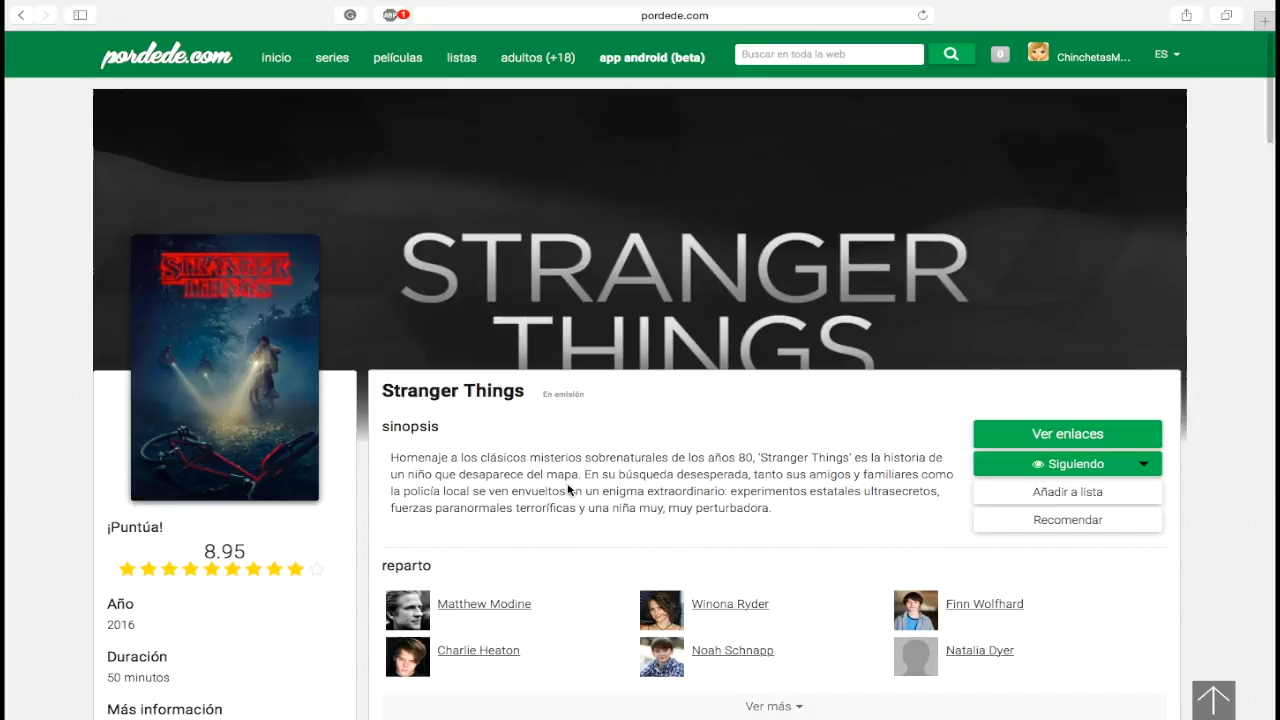 pordede.com
ABP 1
pordede.com inicio series películas listas adultos (+18) app android (beta) Buscar en toda la web 0 ChinchetasM... ES
STRANGER
THINGS
STRANGER
THINGS
Stranger Things En emisión
sinopsis
Homenaje a los clásicos misterios sobrenaturales de los años 80, 'Stranger Things' es la historia de
un niño que desaparece del mapa. En su búsqueda desesperada, tanto sus amigos y familiares como
la policía local se ven envueltos en un enigma extraordinario: experimentos estatales ultrasecretos,
fuerzas paranormales terroríficas y una niña muy, muy perturbadora.
Ver enlaces
Siguiendo
Añadir a lista
Recomendar
¡Puntúa!
8.95
Año
2016
Duración
50 minutos
Más información
reparto
Matthew Modine Winona Ryder Finn Wolfhard
Charlie Heaton Noah Schnapp Natalia Dyer
Ver más